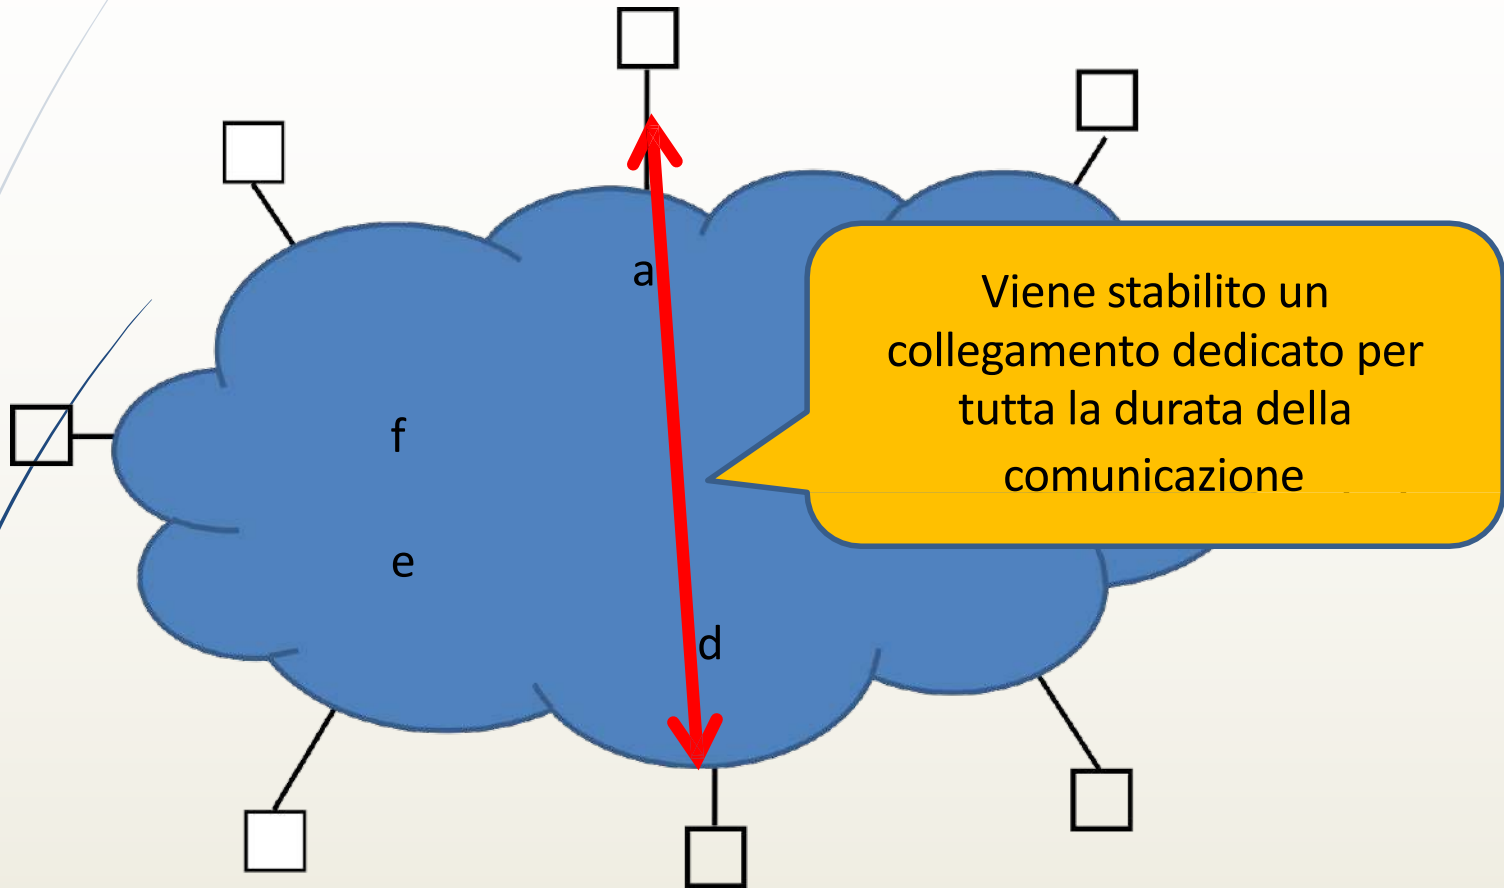 a
Viene stabilito un
collegamento dedicato per
tutta la durata della
comunicazione
f
e
d